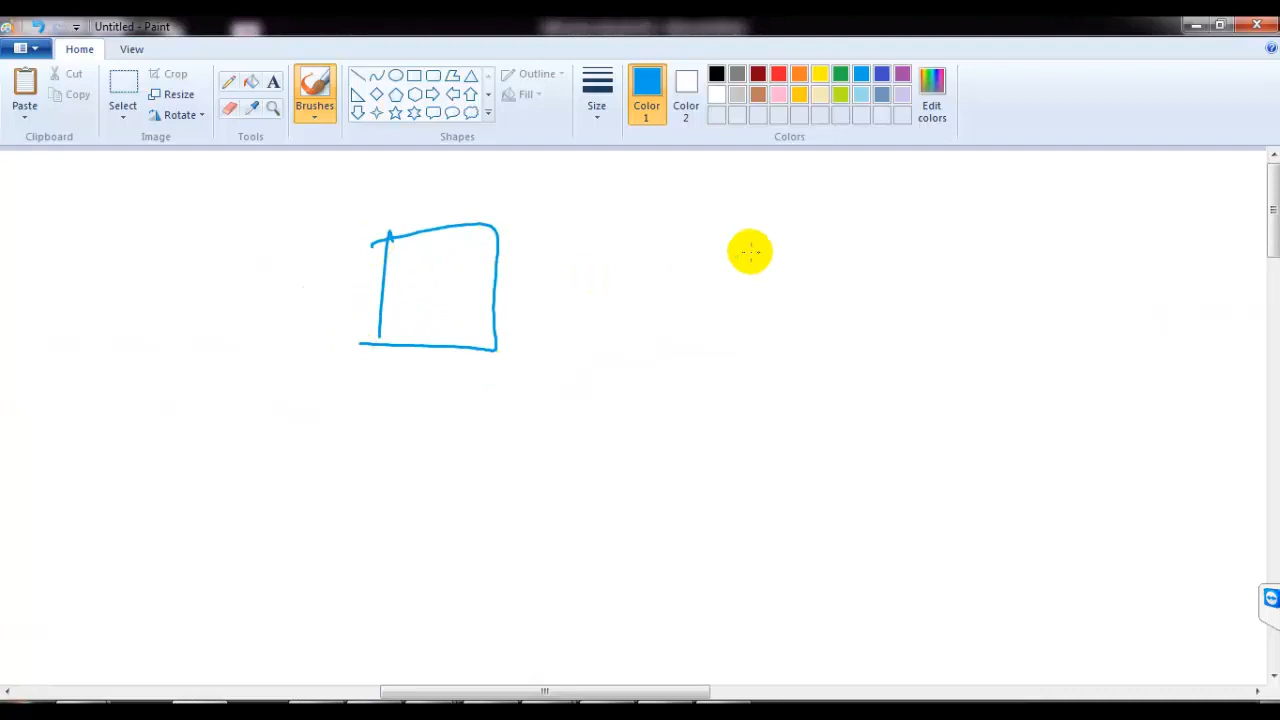 Untitled - Paint
Home View
Cut
Copy
Paste
Clipboard
Select
Crop
Resize
Rotate
Image
A
Tools
Brushes
Shapes
Outline
Fill
Size
Color 1
Color 2
Edit colors
Colors